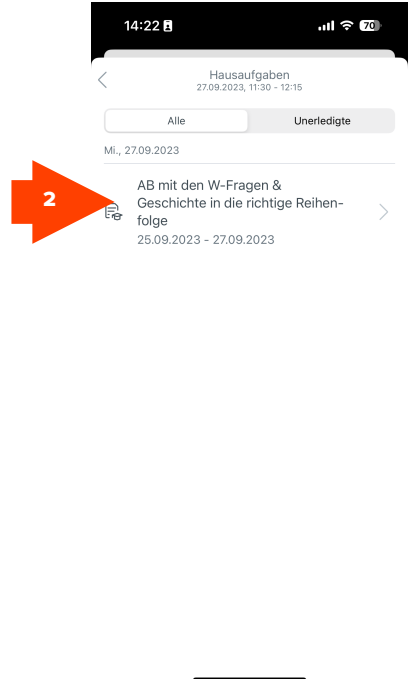 14:22
70
Hausaufgaben
27.09.2023, 11:30 - 12:15
Alle
Unerledigte
Mi., 27.09.2023
AB mit den W-Fragen &
Geschichte in die richtige Reihen-
folge
25.09.2023 - 27.09.2023
2